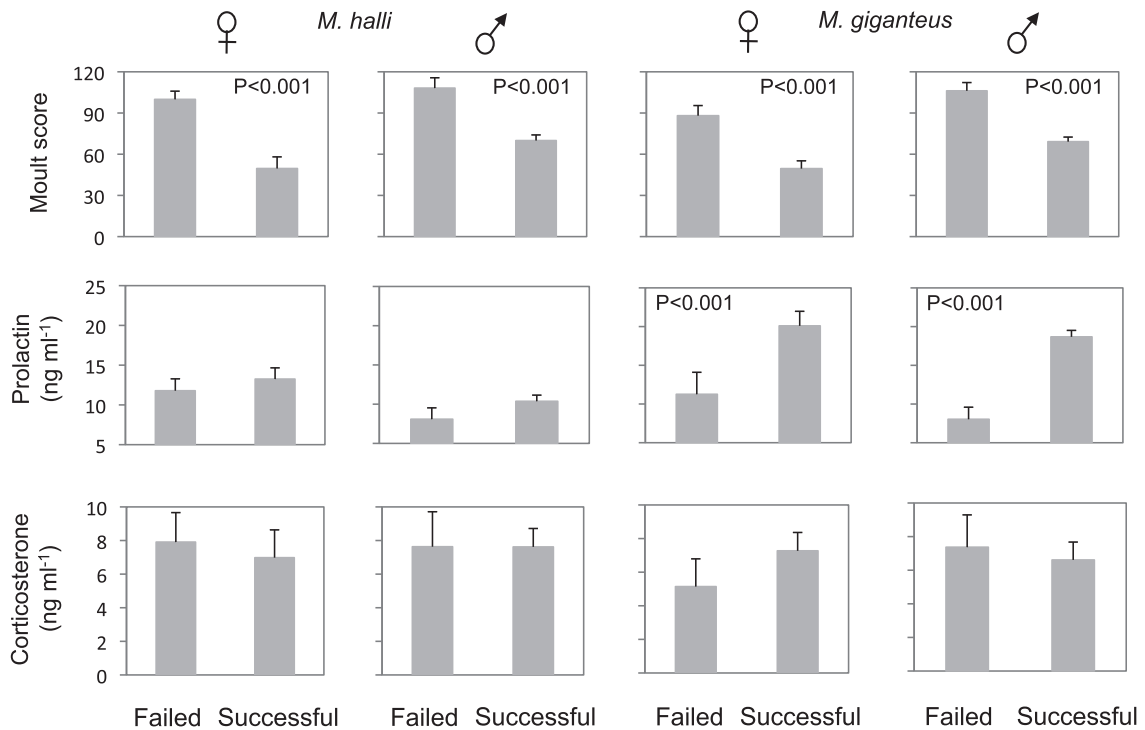 ♀ M. halli ♂ ♀ M. giganteus ♂
Moult score
120
90
60
30
0
P<0.001 P<0.001 P<0.001 P<0.001
Prolactin
(ng ml-1)
25
20
15
10
5
P<0.001 P<0.001
Corticosterone
(ng ml-1)
10
8
6
4
2
0
Failed Successful Failed Successful Failed Successful Failed Successful